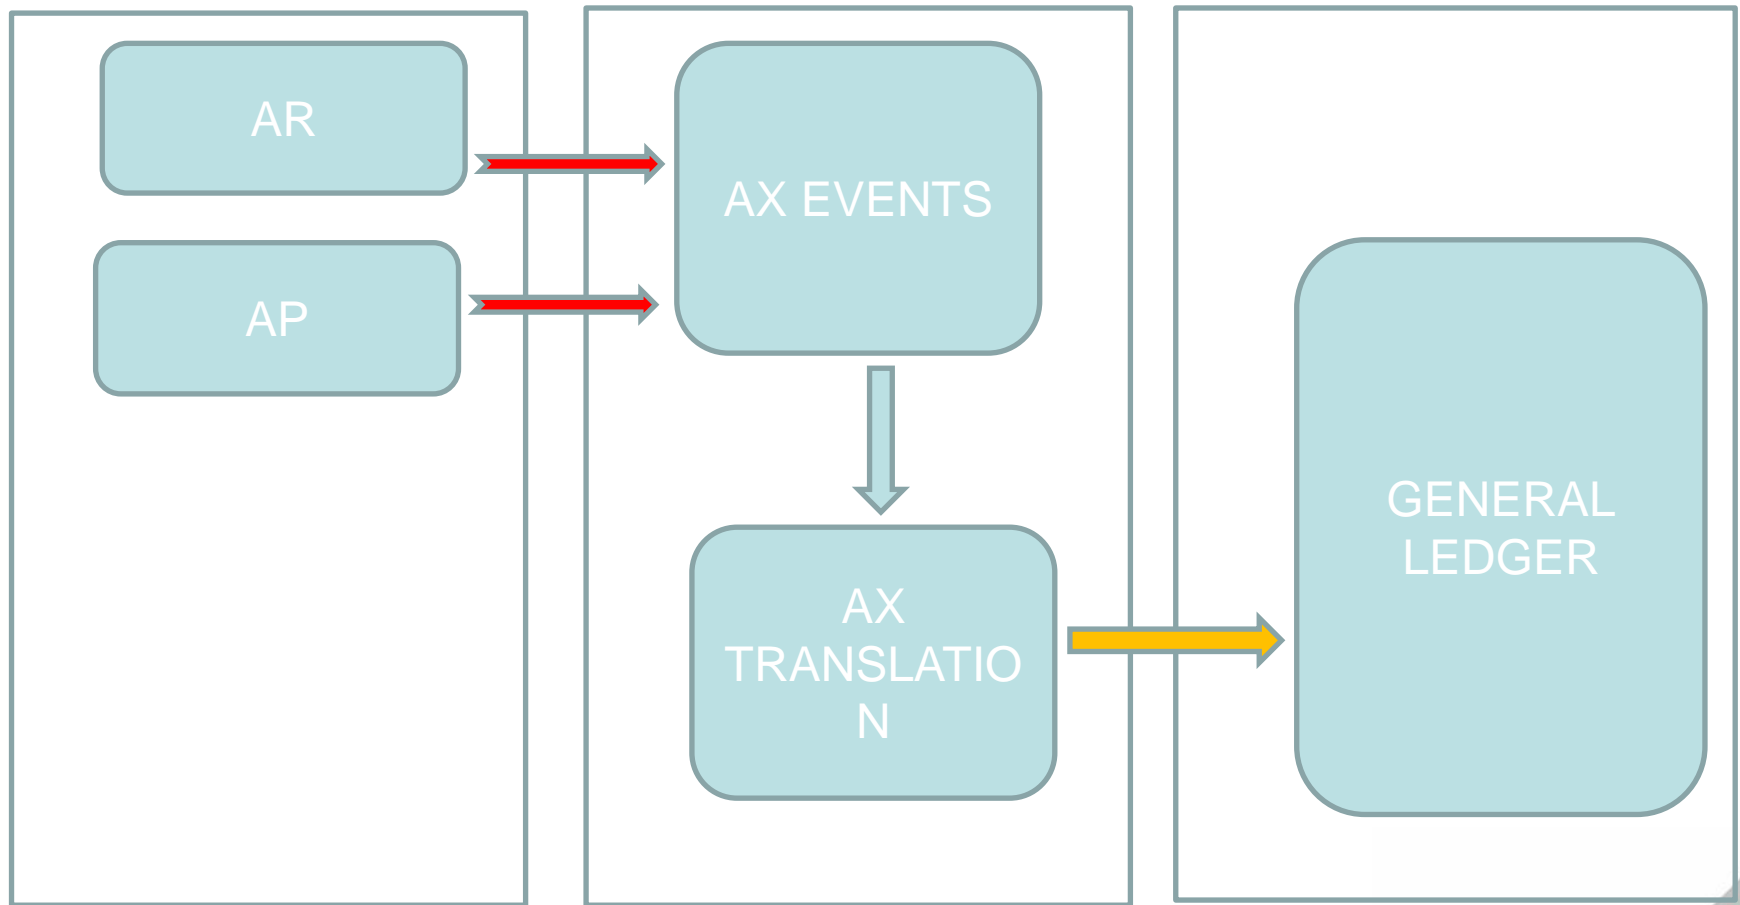 AR
AP
AX EVENTS
AX
TRANSLATIO
N
GENERAL
LEDGER